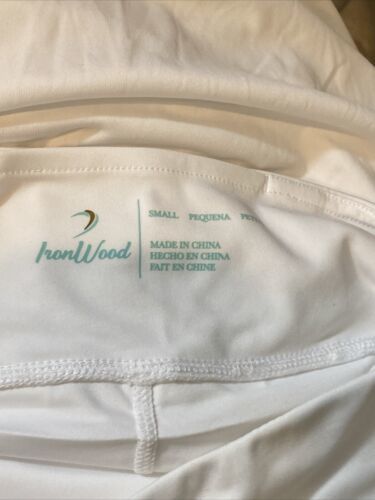 IronWood
SMALL PEQUENA
MADE IN CHINA
HECHO EN CHINA
FAIT EN CHINE